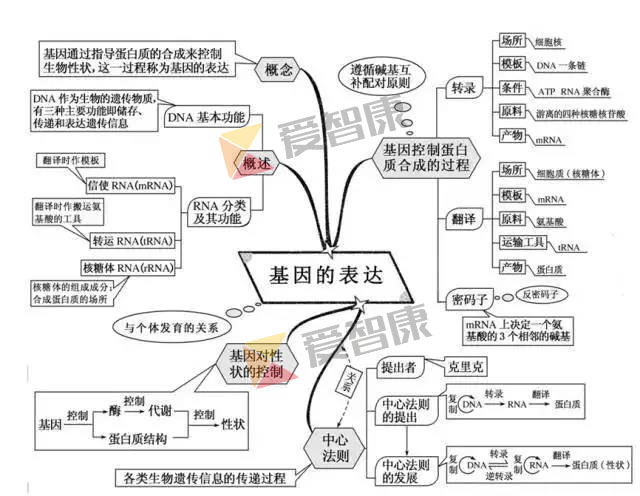 基因通过指导蛋白质的合成来控制
生物性状,这一过程称为基因的表达
概念
DNA 作为生物的遗传物质,
有三种主要功能即储存、
传递和表达遗传信息
DNA 基本功能
概述
翻译时作模板
信使 RNA(mRNA)
翻译时搬运氨
基酸的工具
转运 RNA(tRNA)
核糖体 RNA(rRNA)
核糖体的组成成分;
合成蛋白质的场所
RNA 分类
及其功能
爱智康
遵循碱基互
补配对原则
基因控制蛋白
质合成的过程
转录
场所
细胞核
模板
DNA 一条链
条件
ATP RNA 聚合酶
原料
游离的四种核糖核苷酸
产物
mRNA
翻译
场所
细胞质(核糖体)
模板
mRNA
原料
氨基酸
运输工具
tRNA
产物
蛋白质
密码子
反密码子
mRNA 上决定一个氨
基酸的 3 个相邻的碱基
基因的表达
与个体发育的关系
基因对性
状的控制
基因
控制
酶
代谢
控制
性状
蛋白质结构
爱智康
关系
中心
法则
各类生物遗传信息的传递过程
提出者
克里克
中心法则
的提出
复制
DNA
转录
RNA
翻译
蛋白质
中心法则
的发展
复制
DNA
转录
逆转录
复制
RNA
翻译
蛋白质(性状)